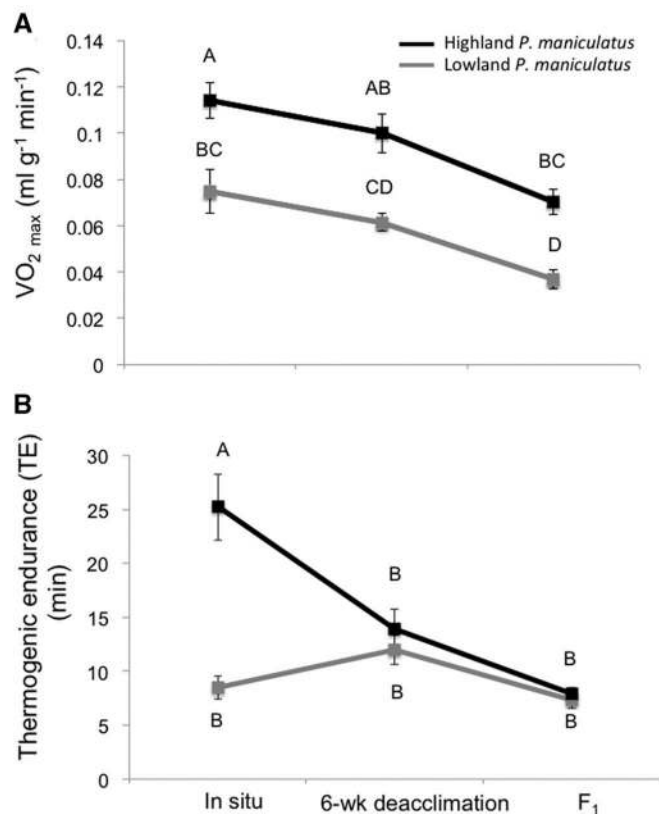 A
0.14
0.12
0.1
0.08
0.06
0.04
0.02
0
VO2 max (ml g-1 min-1)
Highland P. maniculatus
Lowland P. maniculatus
A
AB
BC
BC
CD
D
B
30
25
20
15
10
5
0
Thermogenic endurance (TE)
(min)
A
B
B
B
B
B
In situ
6-wk deacclimation
F1